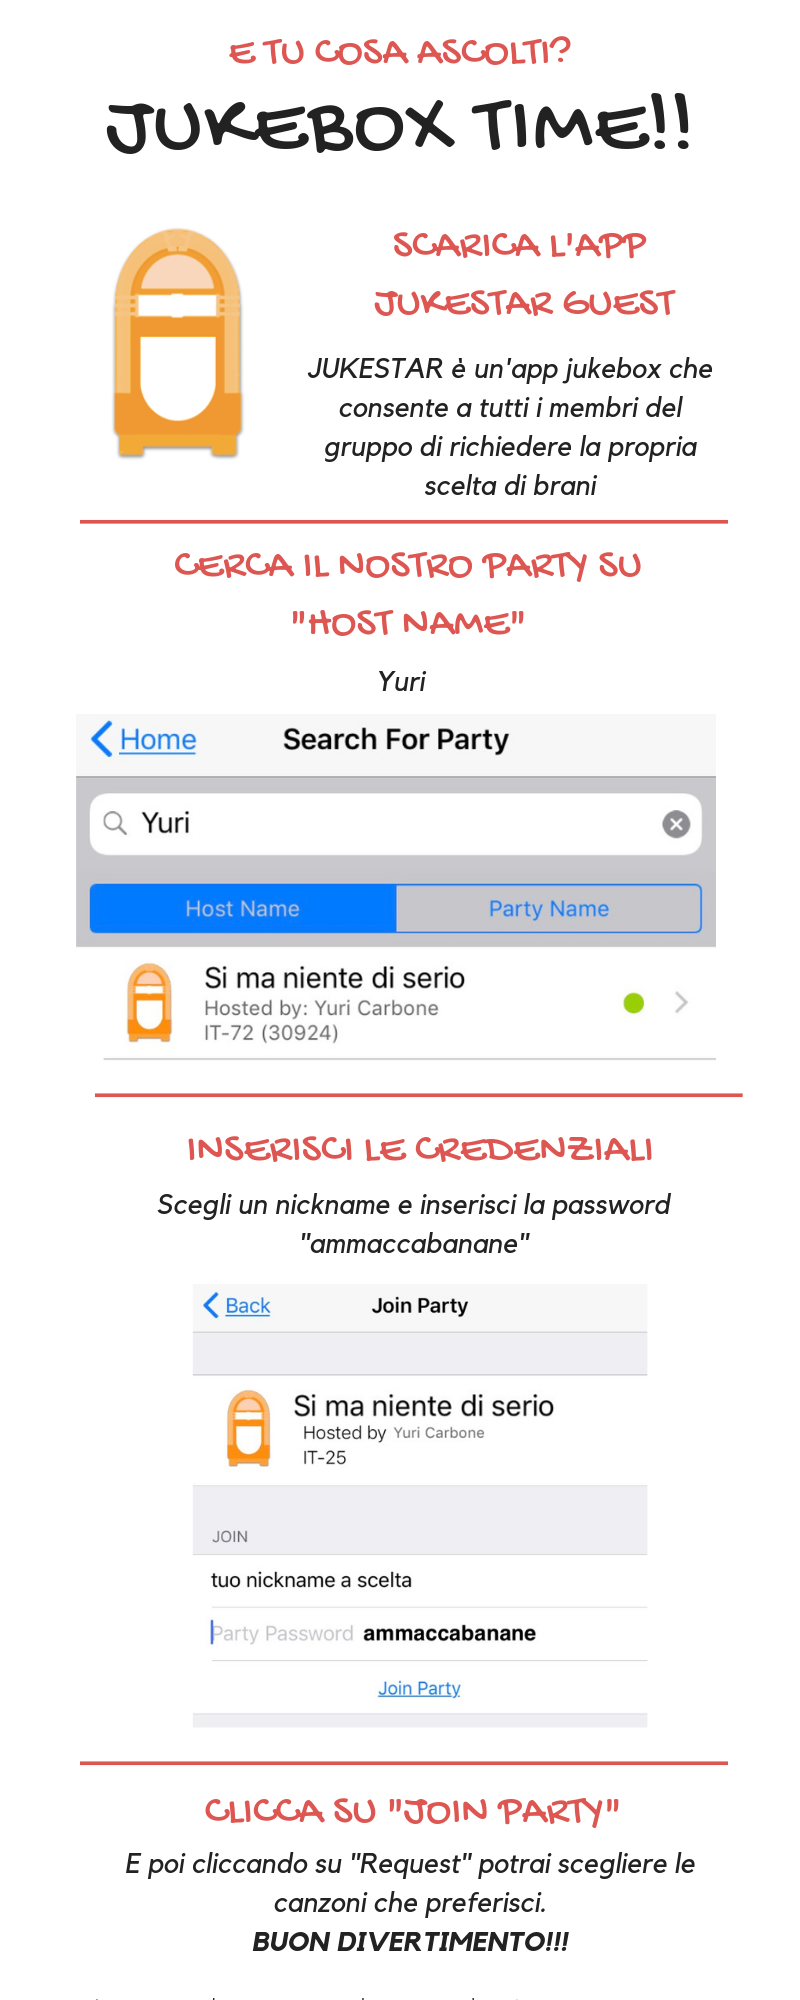 E TU COSA ASCOLTI?
JUKEBOX TIME!!
SCARICA L'APP
JUKESTAR GUEST
JUKESTAR è un'app jukebox che
consente a tutti i membri del
gruppo di richiedere la propria
scelta di brani
CERCA IL NOSTRO PARTY SU
"HOST NAME"
Yuri
Home Search For Party
Yuri
Host Name Party Name
Si ma niente di serio
Hosted by: Yuri Carbone
IT-72 (30924)
INSERISCI LE CREDENZIALI
Scegli un nickname e inserisci la password
"ammaccabanane"
Back Join Party
Si ma niente di serio
Hosted by Yuri Carbone
IT-25
JOIN
tuo nickname a scelta
Party Password ammaccabanane
Join Party
CLICCA SU "JOIN PARTY"
E poi cliccando su "Request" potrai scegliere le
canzoni che preferisci.
BUON DIVERTIMENTO!!!